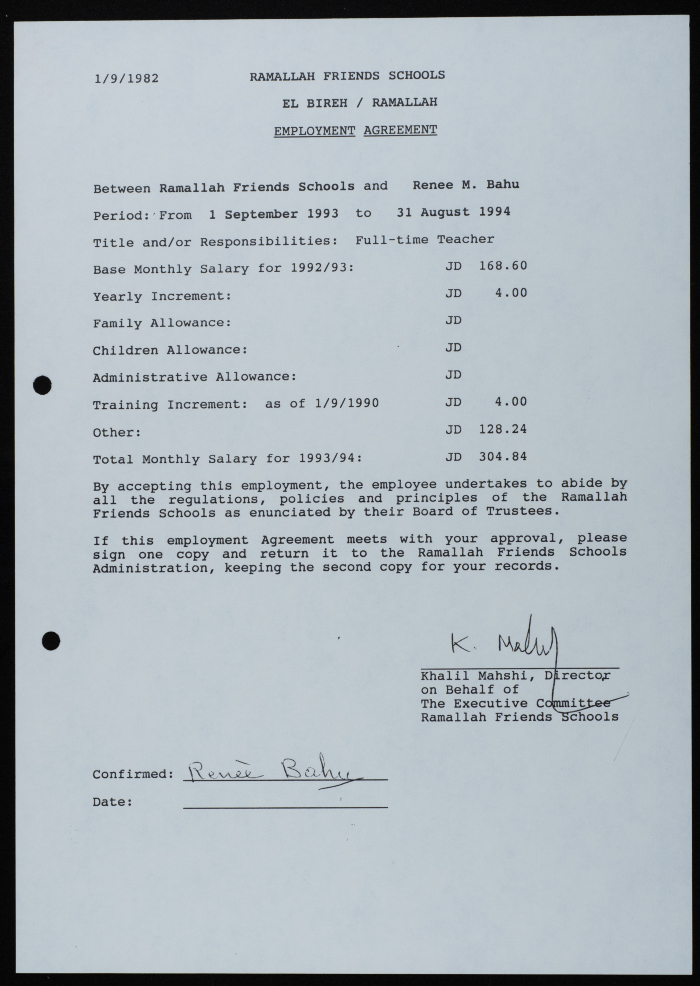 1/9/1982 RAMALLAH FRIENDS SCHOOLS
EL BIREH / RAMALLAH
EMPLOYMENT AGREEMENT
Between Ramallah Friends Schools and Renee M. Bahu
Period: From 1 September 1993 to 31 August 1994
Title and/or Responsibilities: Full-time Teacher
Base Monthly Salary for 1992/93: JD 168.60
Yearly Increment: JD 4.00
Family Allowance: JD
Children Allowance: JD
Administrative Allowance: JD
Training Increment: as of 1/9/1990 JD 4.00
Other: JD 128.24
Total Monthly Salary for 1993/94: JD 304.84
By accepting this employment, the employee undertakes to abide by
all the regulations, policies and principles of the Ramallah
Friends Schools as enunciated by their Board of Trustees.
If this employment Agreement meets with your approval, please
sign one copy and return it to the Ramallah Friends Schools
Administration, keeping the second copy for your records.
K. Mahshi
Khalil Mahshi, Director
on Behalf of
The Executive Committee
Ramallah Friends Schools
Confirmed: Renèe Bahu
Date: